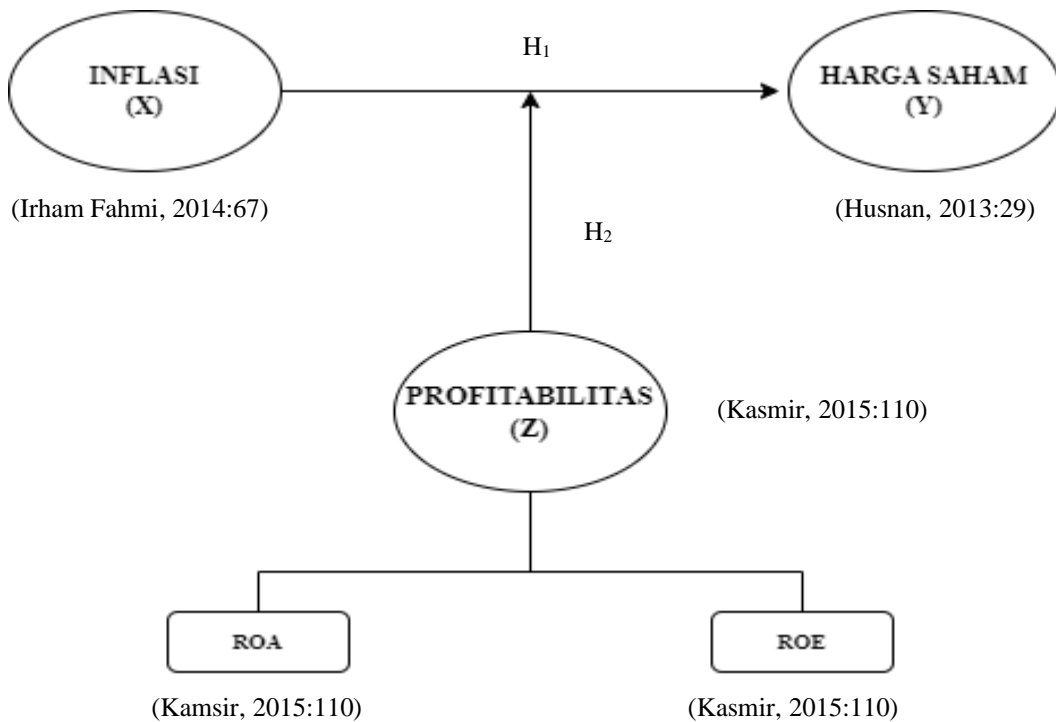 H₁
INFLASI
(X)
HARGA SAHAM
(Y)
(Irham Fahmi, 2014:67)
(Husnan, 2013:29)
H₂
PROFITABILITAS
(Z)
(Kasmir, 2015:110)
ROA
ROE
(Kamsir, 2015:110)
(Kasmir, 2015:110)